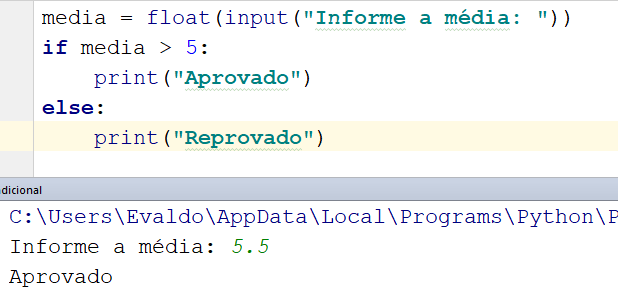 media = float(input("Informe a média: "))
if media > 5:
    print("Aprovado")
else:
    print("Reprovado")
dicional
C:\Users\Evaldo\AppData\Local\Programs\Python\P
Informe a média: 5.5
Aprovado